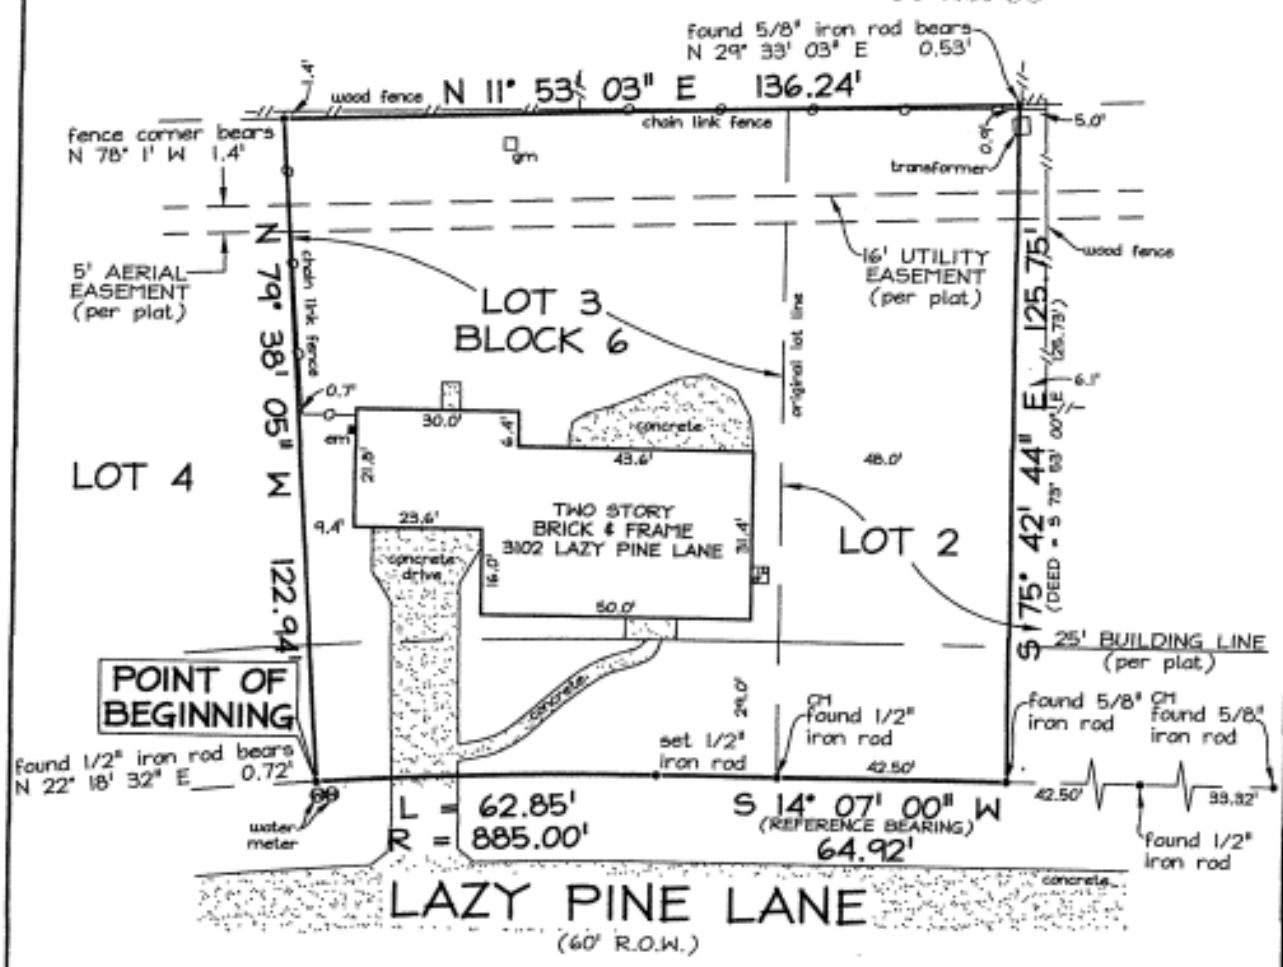 found 5/8" iron rod bears
N 29° 33' 03" E 0.53'
1.4'
wood fence
N 11° 53' 03" E 136.24'
chain link fence
fence corner bears
N 78° 1' W 1.4'
gm
0.9'
5.0'
transformer
wood fence
5' AERIAL
EASEMENT
(per plat)
16' UTILITY
EASEMENT
(per plat)
N 79° 38' 05" W 122.94'
chain link fence
LOT 3
BLOCK 6
original lot line
S 75° 42' 44" E 125.75'
(DEED = S 73° 53' 00" E 125.73')
6.1'
0.7'
em
30.0'
6.4'
concrete
43.6'
48.0'
21.8'
LOT 4
9.4'
23.6'
TWO STORY
BRICK & FRAME
3102 LAZY PINE LANE
31.4'
LOT 2
concrete
drive
16.0'
50.0'
25' BUILDING LINE
(per plat)
POINT OF
BEGINNING
concrete
29.0'
found 1/2" iron rod bears
N 22° 18' 32" E 0.72'
set 1/2"
iron rod
CM
found 1/2"
iron rod
found 5/8"
iron rod
CM
found 5/8"
iron rod
42.50'
42.50'
33.32'
water
meter
L = 62.85'
R = 885.00'
S 14° 07' 00" W
(REFERENCE BEARING)
64.92'
found 1/2"
iron rod
concrete
LAZY PINE LANE
(60' R.O.W.)